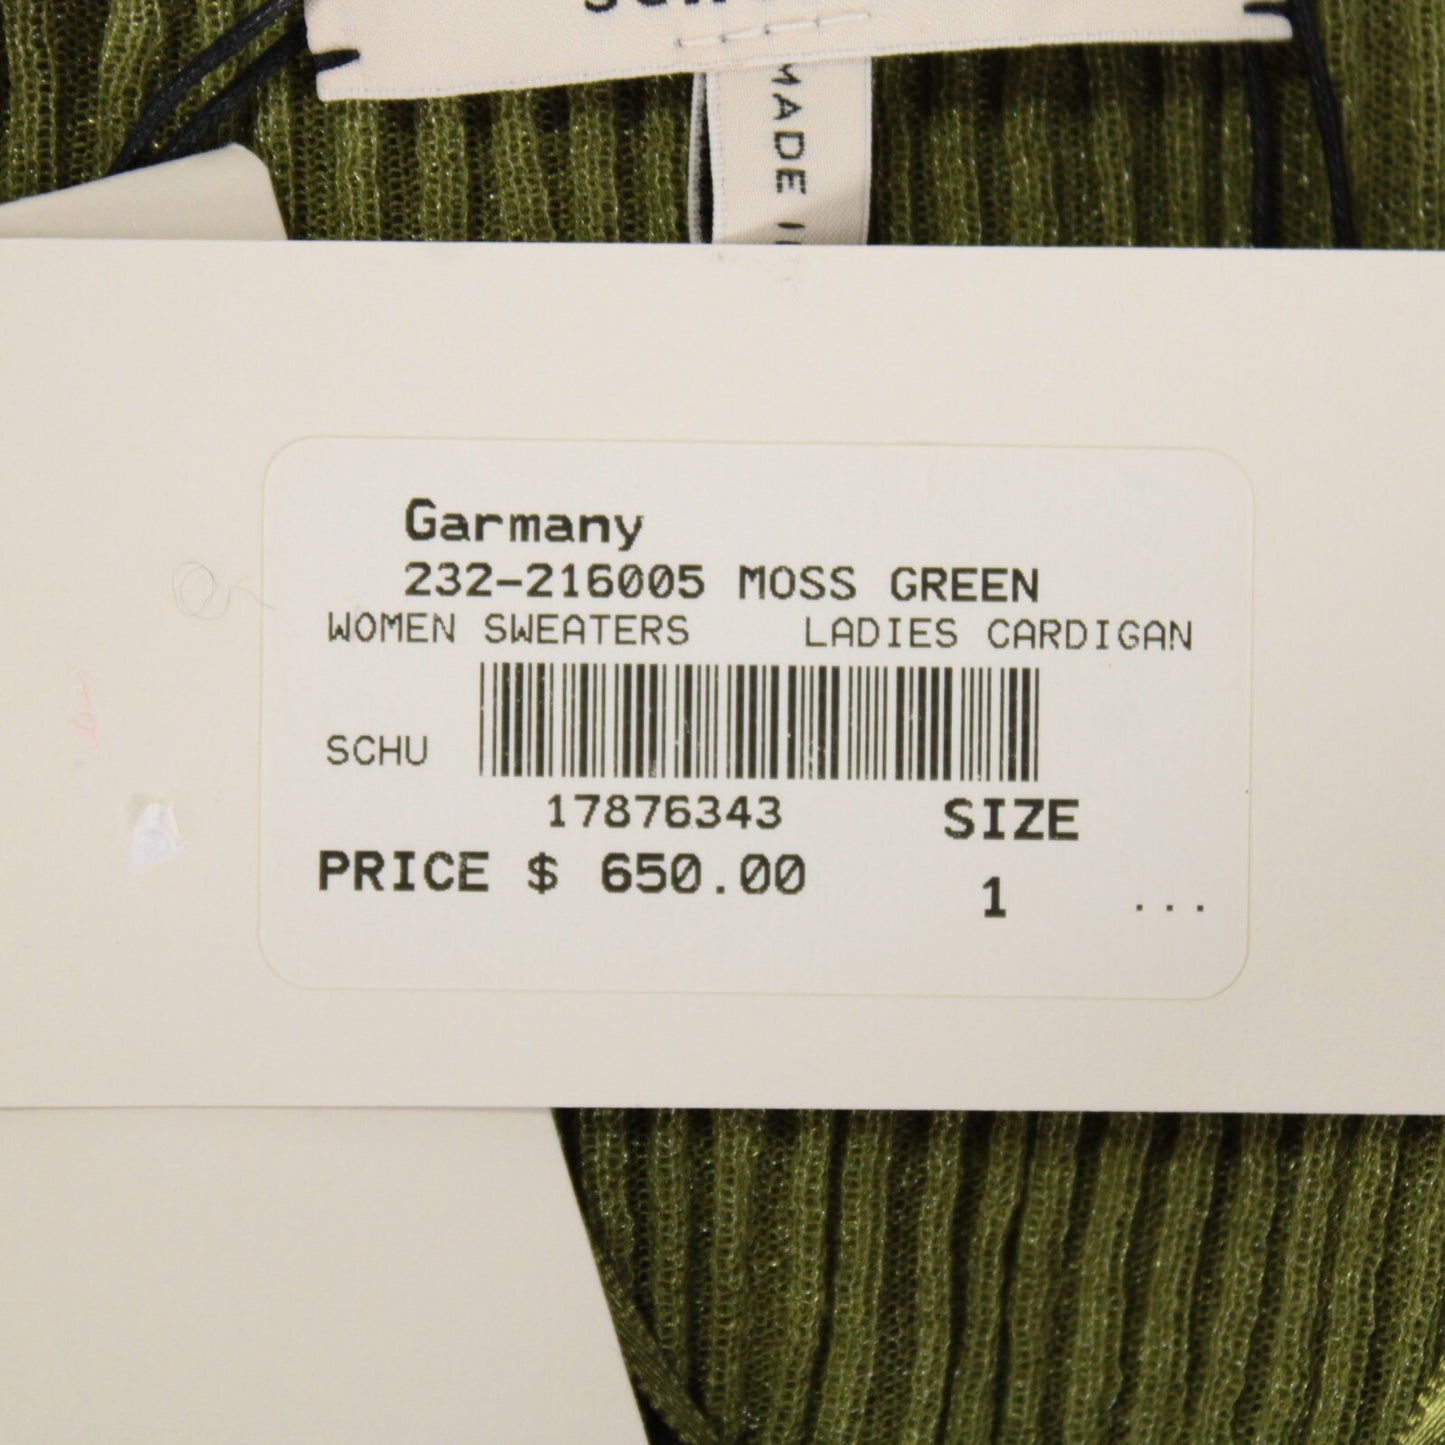 MADE
Garmany
232-216005 MOSS GREEN
WOMEN SWEATERS LADIES CARDIGAN
SCHU
17876343 SIZE
PRICE $ 650.00 1 ...